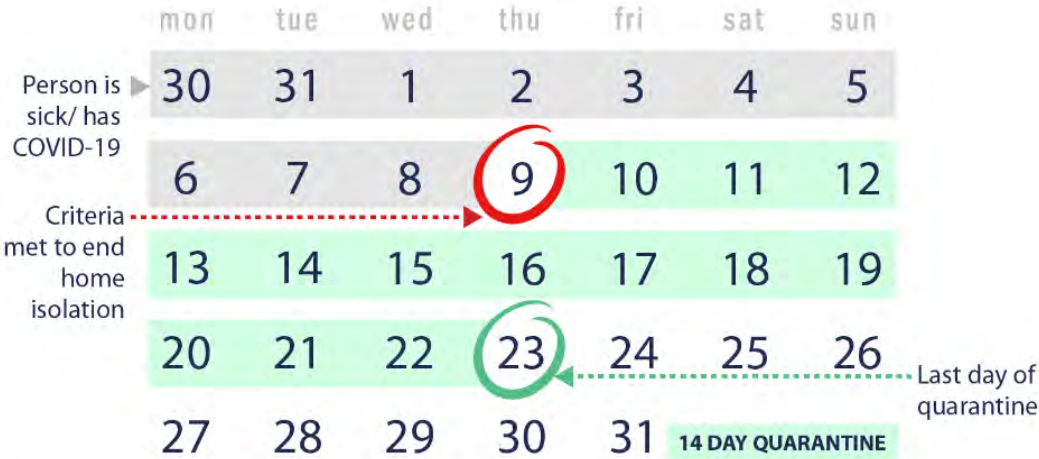 mon tue wed thu fri sat sun
Person is
sick/ has
COVID-19
30 31 1 2 3 4 5
6 7 8 9 10 11 12
Criteria
met to end
home
isolation
13 14 15 16 17 18 19
20 21 22 23 24 25 26
Last day of
quarantine
27 28 29 30 31 14 DAY QUARANTINE